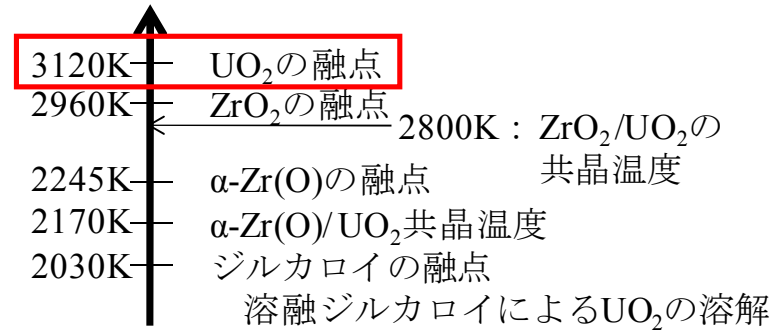 3120K UO₂の融点
2960K ZrO₂の融点
2800K：ZrO₂/UO₂の
共晶温度
2245K α-Zr(O)の融点
2170K α-Zr(O)/UO₂共晶温度
2030K ジルカロイの融点
溶融ジルカロイによるUO₂の溶解